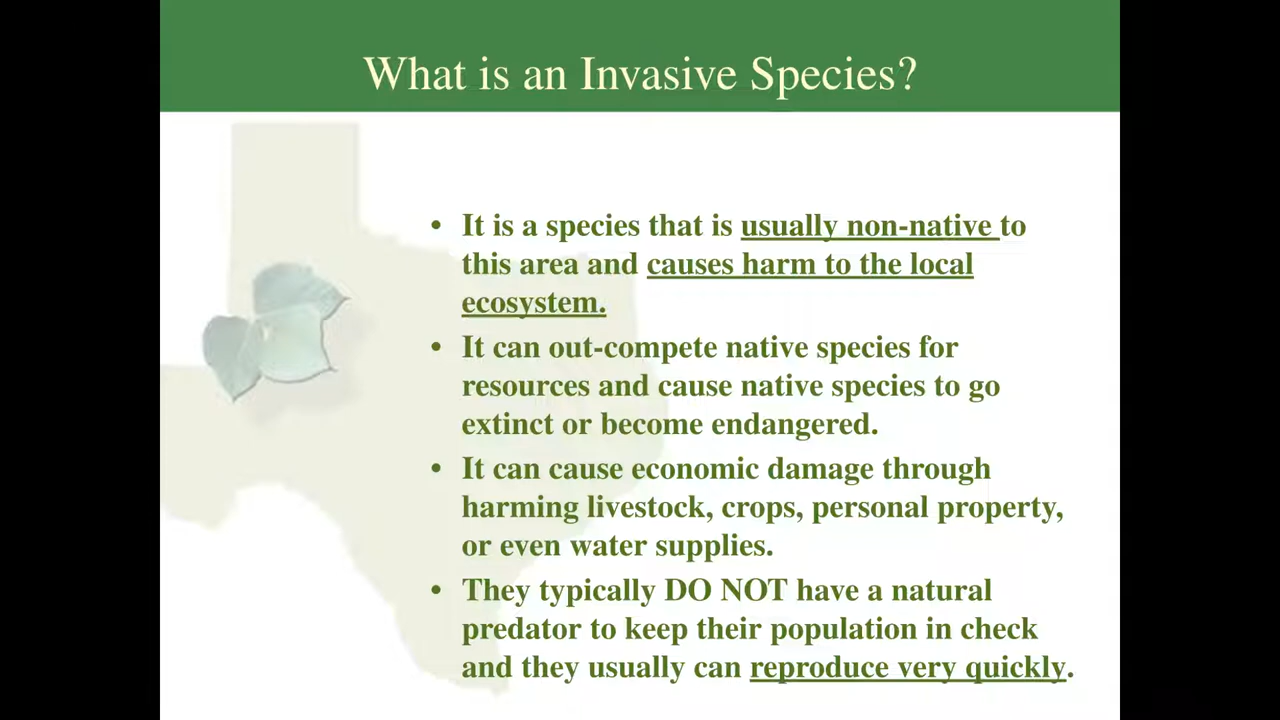 What is an Invasive Species?
• It is a species that is usually non-native to
this area and causes harm to the local
ecosystem.
• It can out-compete native species for
resources and cause native species to go
extinct or become endangered.
• It can cause economic damage through
harming livestock, crops, personal property,
or even water supplies.
• They typically DO NOT have a natural
predator to keep their population in check
and they usually can reproduce very quickly.